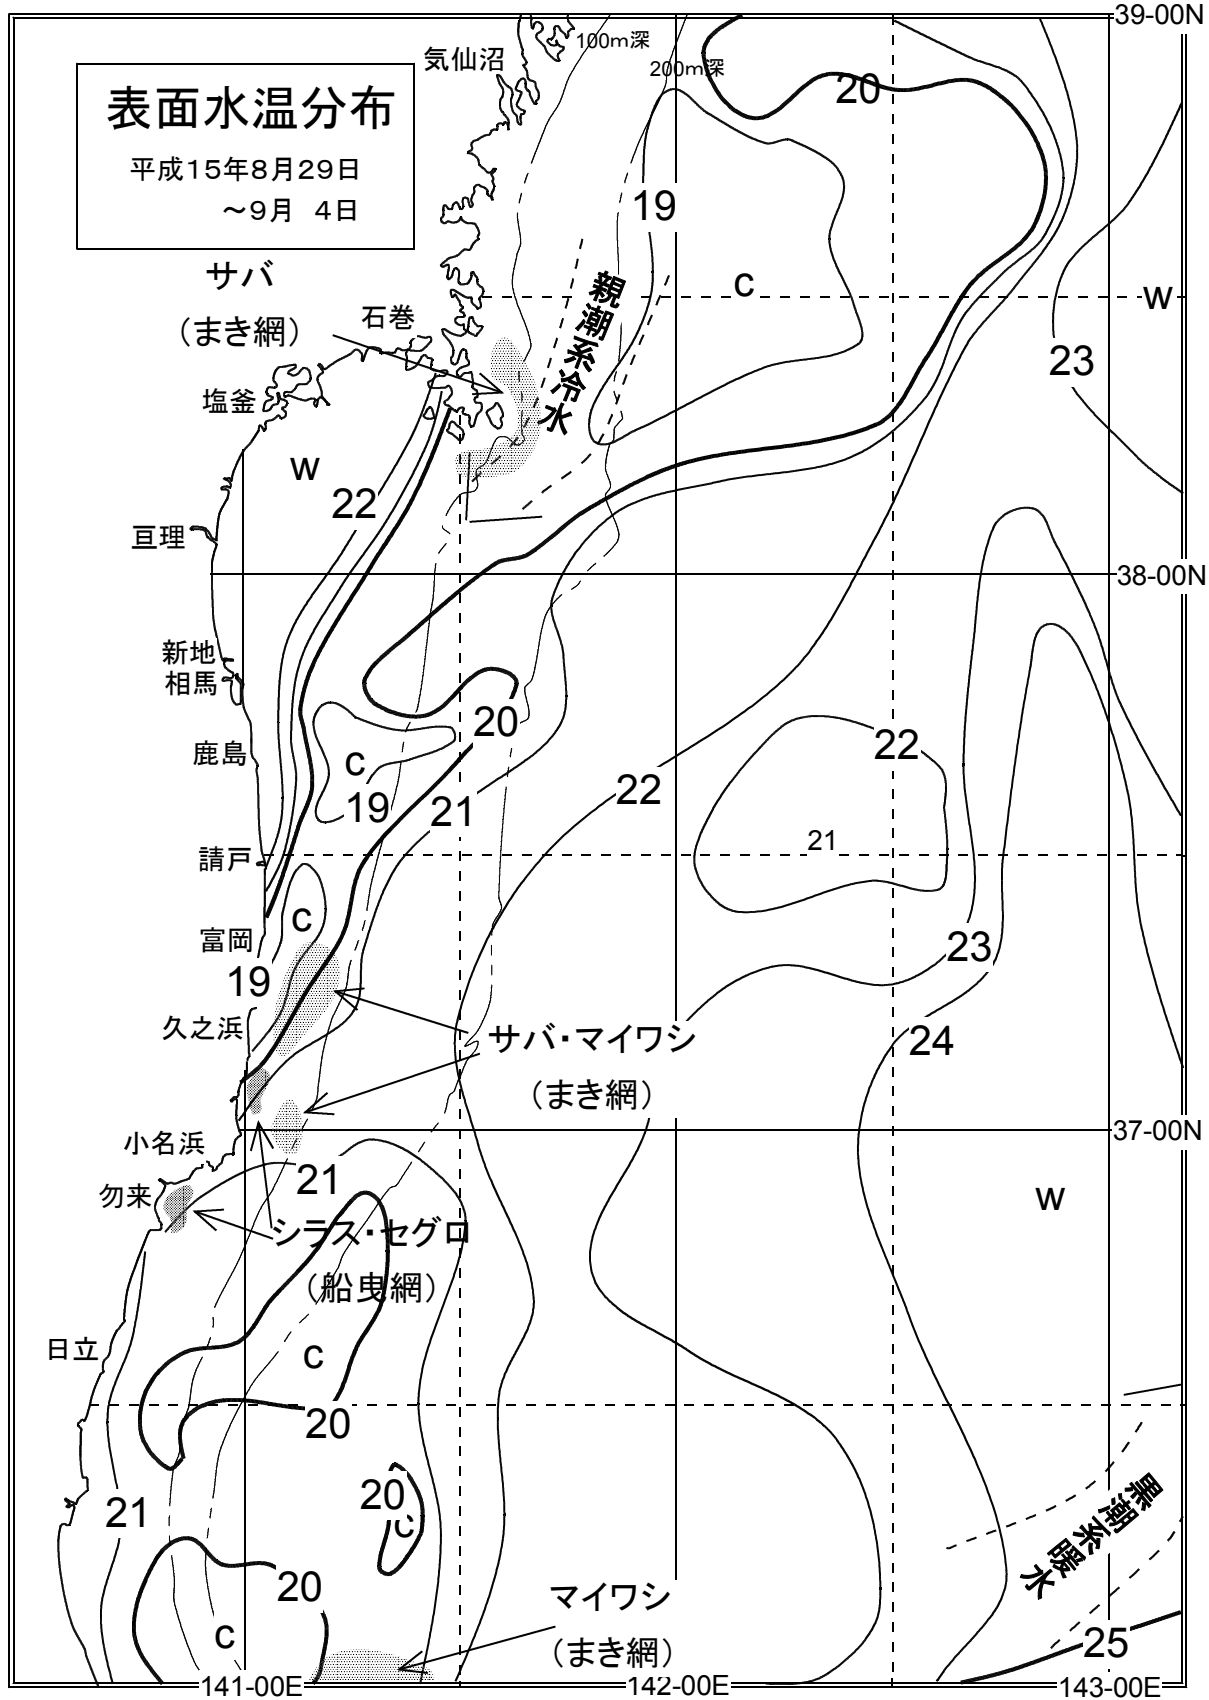 39-00N
100m深
気仙沼
200m深
表面水温分布
平成15年8月29日
～9月 4日
20
19
サバ
（まき網）
C
W
親潮系冷水
石巻
23
塩釜
W
22
亘理
38-00N
新地
相馬
20
鹿島
22
C
22
19
21
21
請戸
C
富岡
23
19
久之浜
サバ・マイワシ
24
（まき網）
小名浜
37-00N
21
勿来
W
シラス・セグロ
（船曳網）
日立
C
20
20
21
C
黒潮系暖水
20
マイワシ
C
（まき網）
25
141-00E
142-00E
143-00E